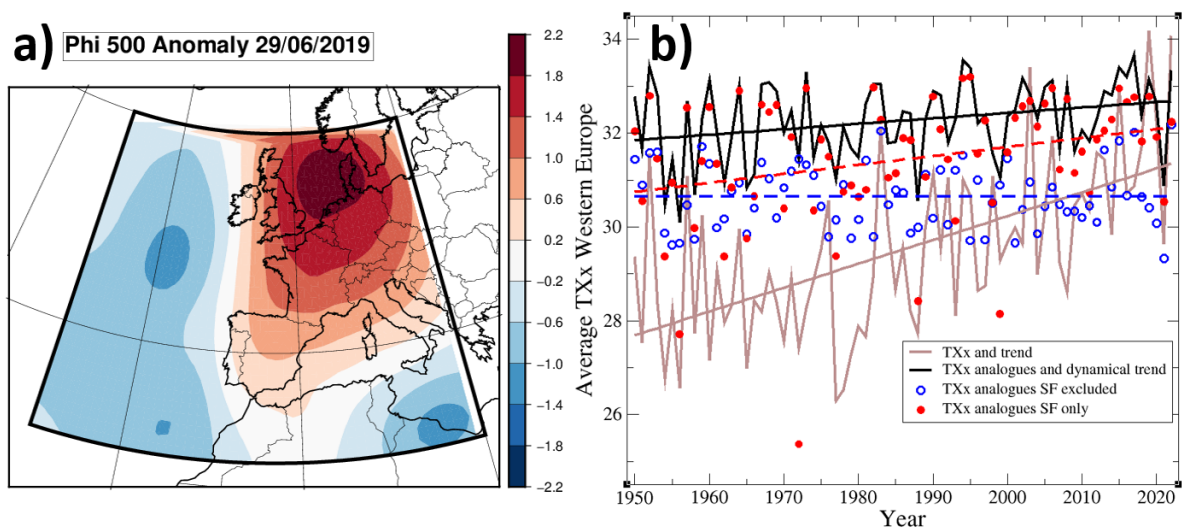 a)
Phi 500 Anomaly 29/06/2019
2.2
1.8
1.4
1.0
0.6
0.2
−0.2
−0.6
−1.0
−1.4
−1.8
−2.2
b)
Average TXx Western Europe
34
32
30
28
26
TXx and trend
TXx analogues and dynamical trend
TXx analogues SF excluded
TXx analogues SF only
1950 1960 1970 1980 1990 2000 2010 2020
Year